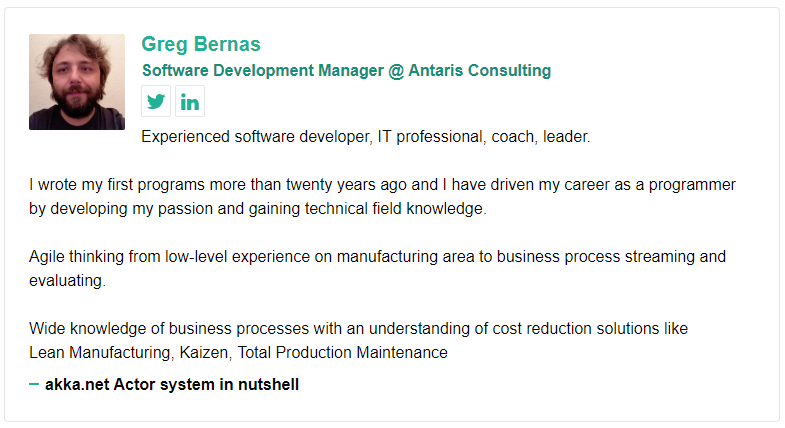 Greg Bernas
Software Development Manager @ Antaris Consulting
in
Experienced software developer, IT professional, coach, leader.
I wrote my first programs more than twenty years ago and I have driven my career as a programmer
by developing my passion and gaining technical field knowledge.
Agile thinking from low-level experience on manufacturing area to business process streaming and
evaluating.
Wide knowledge of business processes with an understanding of cost reduction solutions like
Lean Manufacturing, Kaizen, Total Production Maintenance
– akka.net Actor system in nutshell